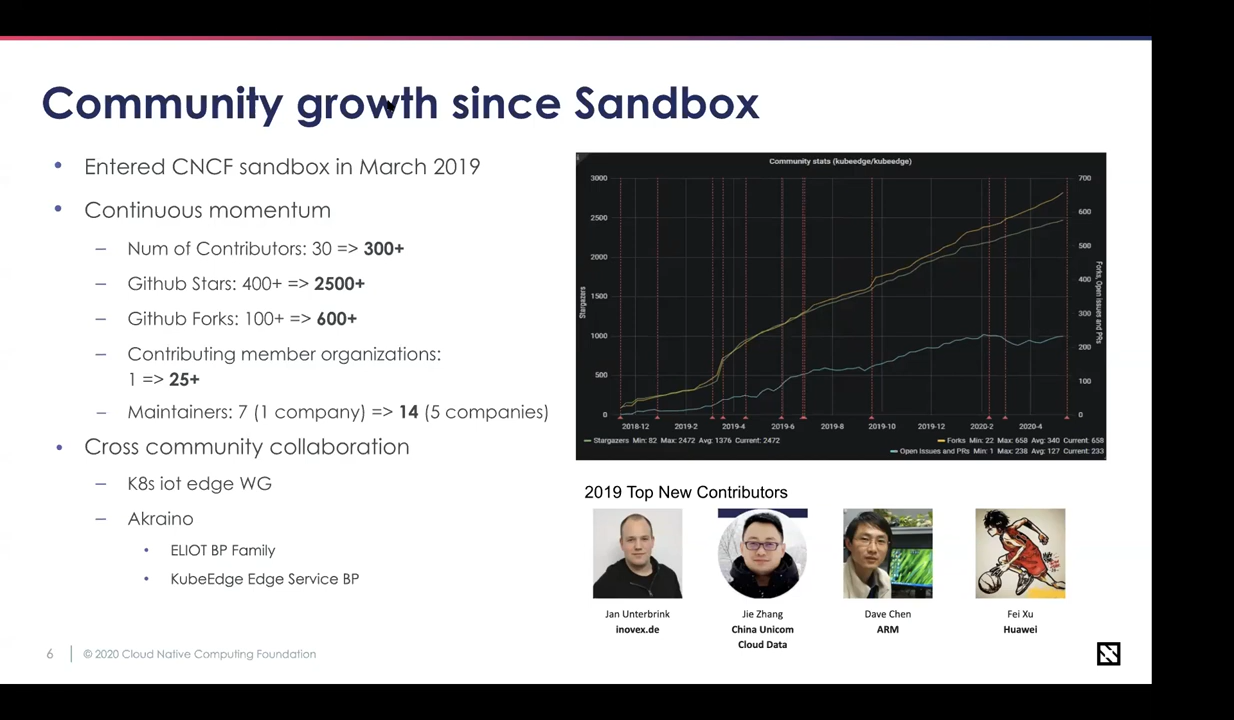 Community growth since Sandbox
• Entered CNCF sandbox in March 2019
• Continuous momentum
– Num of Contributors: 30 => 300+
– Github Stars: 400+ => 2500+
– Github Forks: 100+ => 600+
– Contributing member organizations:
1 => 25+
– Maintainers: 7 (1 company) => 14 (5 companies)
• Cross community collaboration
– K8s iot edge WG
– Akraino
• ELIOT BP Family
• KubeEdge Edge Service BP
Community stats (kubeedge/kubeedge)
3000
2500
2000
1500
1000
500
0
Stargazers
700
600
500
400
300
200
100
0
Forks, Open issues and PRs
2018-12 2019-2 2019-4 2019-6 2019-8 2019-10 2019-12 2020-2 2020-4
Stargazers Min: 82 Max: 2472 Avg: 1376 Current: 2472
Forks Min: 22 Max: 658 Avg: 340 Current: 658
Open Issues and PRs Min: 1 Max: 238 Avg: 127 Current: 233
2019 Top New Contributors
Jan Unterbrink
inovex.de
Jie Zhang
China Unicom
Cloud Data
Dave Chen
ARM
Fei Xu
Huawei
6 | © 2020 Cloud Native Computing Foundation